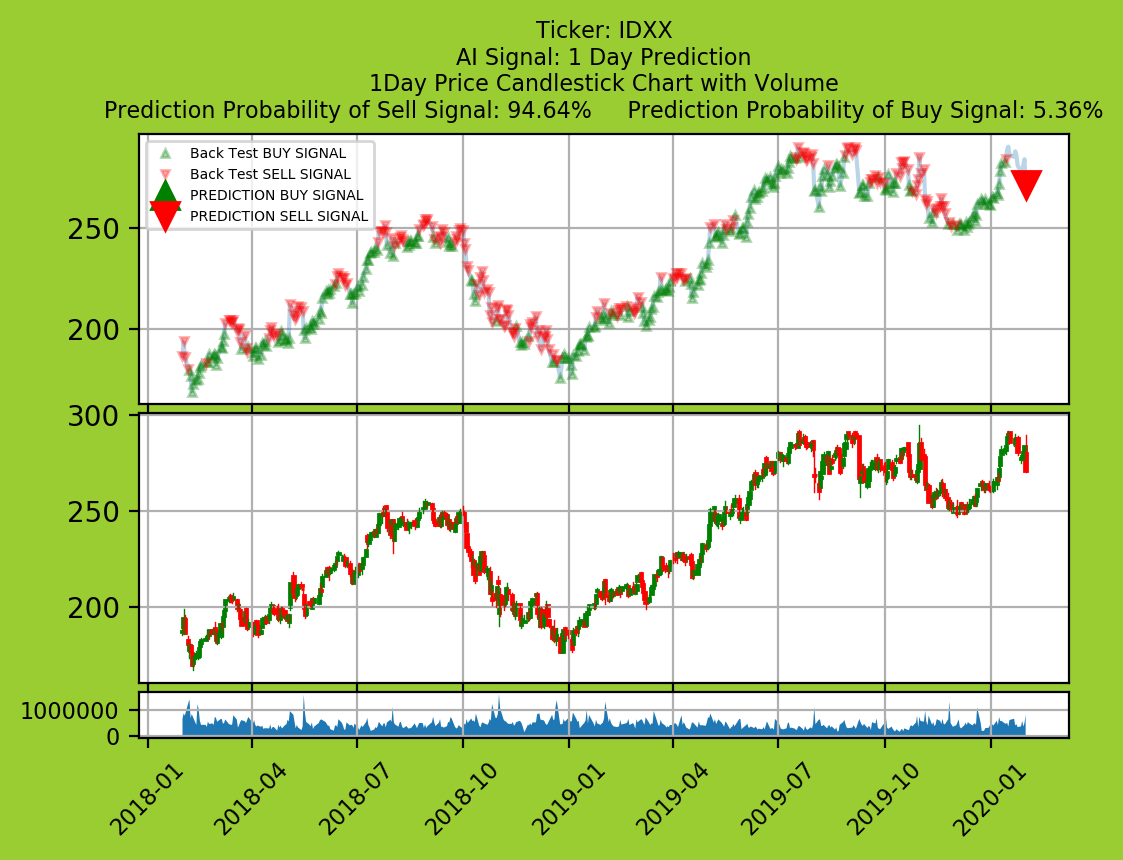 Ticker: IDXX
AI Signal: 1 Day Prediction
1Day Price Candlestick Chart with Volume
Prediction Probability of Sell Signal: 94.64% Prediction Probability of Buy Signal: 5.36%
Back Test BUY SIGNAL
Back Test SELL SIGNAL
PREDICTION BUY SIGNAL
PREDICTION SELL SIGNAL
250
200
300
250
200
1000000
0
2018-01 2018-04 2018-07 2018-10 2019-01 2019-04 2019-07 2019-10 2020-01